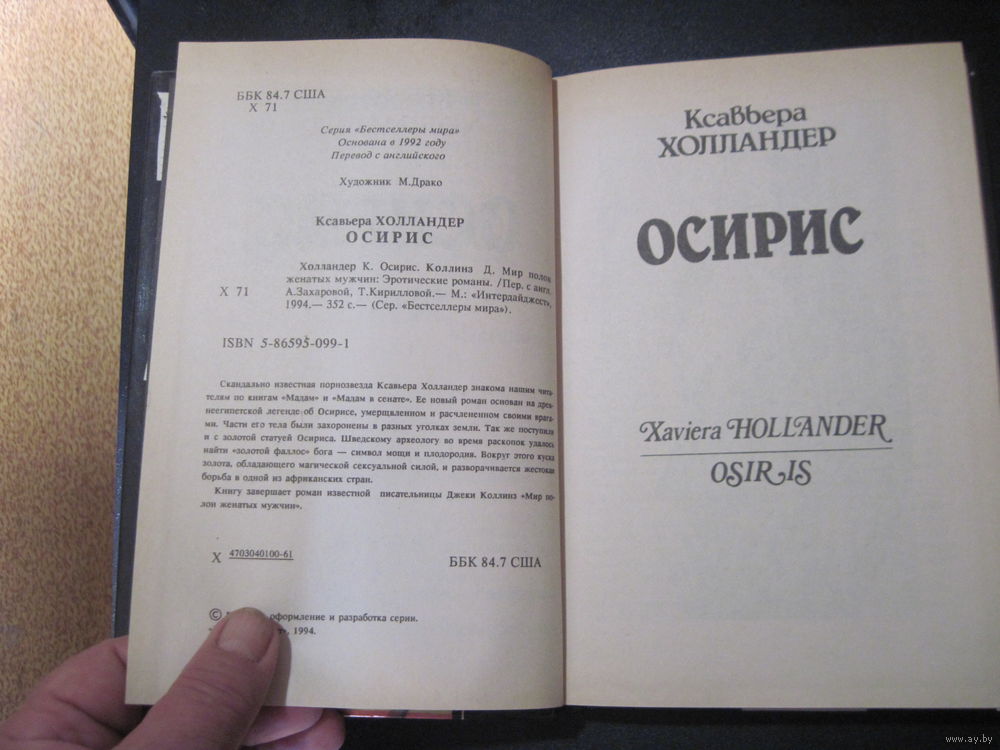 ББК 84.7 США
Х 71
Серия «Бестселлеры мира»
Основана в 1992 году
Перевод с английского
Художник М.Драко
Ксавьера ХОЛЛАНДЕР
ОСИРИС
Холландер К. Осирис. Коллинз Д. Мир полон
женатых мужчин: Эротические романы. /Пер. с англ.
Х 71 А.Захаровой, Т.Кирилловой.— М.: «Интердайджест»,
1994.— 352 с.— (Сер. «Бестселлеры мира»).
ISBN 5-86595-099-1
Скандально известная порнозвезда Ксавьера Холландер знакома нашим чита-
телям по книгам «Мадам» и «Мадам в сенате». Ее новый роман основан на древ-
неегипетской легенде об Осирисе, умерщвленном и расчлененном своими врага-
ми. Части его тела были захоронены в разных уголках земли. Так же поступили
и с золотой статуей Осириса. Шведскому археологу во время раскопок удалось
найти «золотой фаллос» бога — символ мощи и плодородия. Вокруг этого куска
золота, обладающего магической сексуальной силой, и разворачивается жестокая
борьба в одной из африканских стран.
Книгу завершает роман известной писательницы Джеки Коллинз «Мир по-
лон женатых мужчин».
Х 4703040100-61
ББК 84.7 США
© оформление и разработка серии.
1994.
Ксавьера
ХОЛЛАНДЕР
ОСИРИС
Xaviera HOLLANDER
OSIRIS
www.ay.by